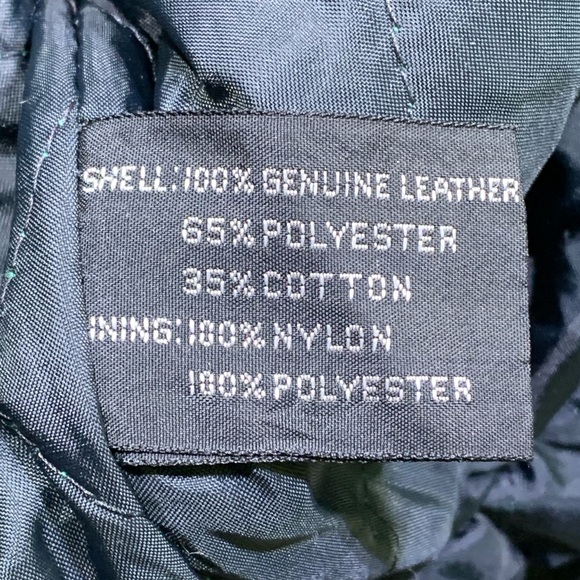 SHELL:100% GENUINE LEATHER
65% POLYESTER
35% COTTON
INING:100% NYLON
100% POLYESTER